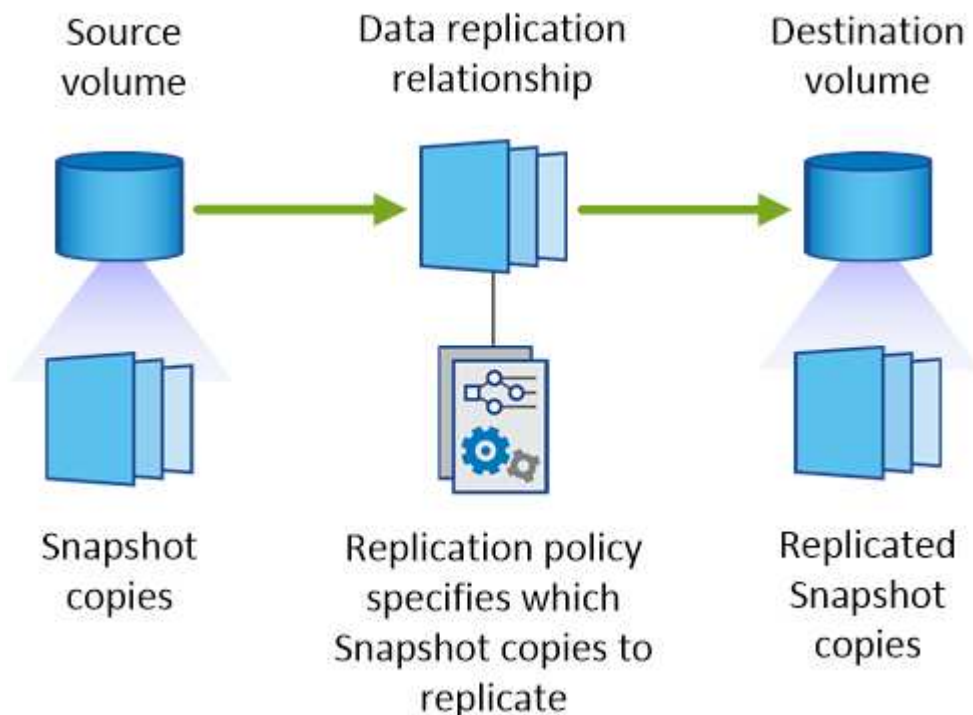 Source
volume
Data replication
relationship
Destination
volume
Snapshot
copies
Replication policy
specifies which
Snapshot copies to
replicate
Replicated
Snapshot
copies